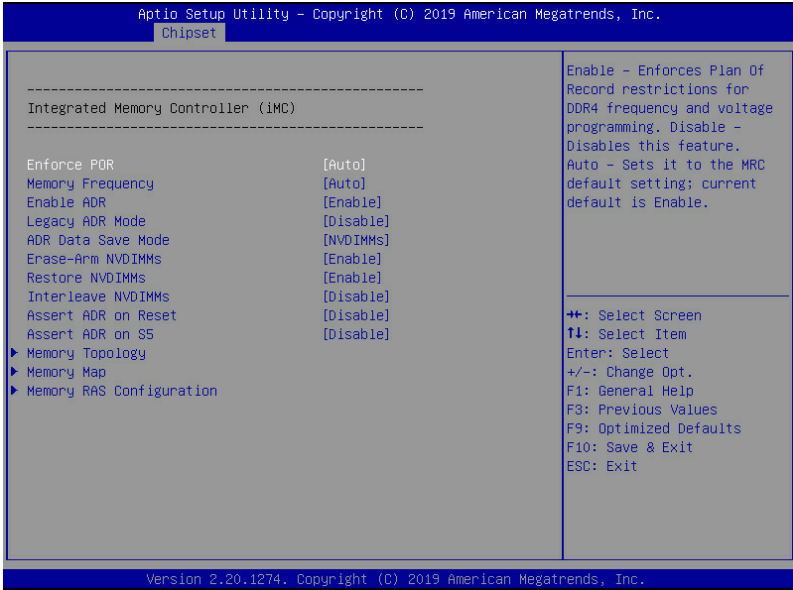 Aptio Setup Utility – Copyright (C) 2019 American Megatrends, Inc.
Chipset
--------------------------------------------------
Integrated Memory Controller (iMC)
--------------------------------------------------
Enforce POR [Auto]
Memory Frequency [Auto]
Enable ADR [Enable]
Legacy ADR Mode [Disable]
ADR Data Save Mode [NVDIMMs]
Erase-Arm NVDIMMs [Enable]
Restore NVDIMMs [Enable]
Interleave NVDIMMs [Disable]
Assert ADR on Reset [Disable]
Assert ADR on S5 [Disable]
Memory Topology
Memory Map
Memory RAS Configuration
Enable – Enforces Plan Of
Record restrictions for
DDR4 frequency and voltage
programming. Disable –
Disables this feature.
Auto – Sets it to the MRC
default setting; current
default is Enable.
→←: Select Screen
↑↓: Select Item
Enter: Select
+/-: Change Opt.
F1: General Help
F3: Previous Values
F9: Optimized Defaults
F10: Save & Exit
ESC: Exit
Version 2.20.1274. Copyright (C) 2019 American Megatrends, Inc.